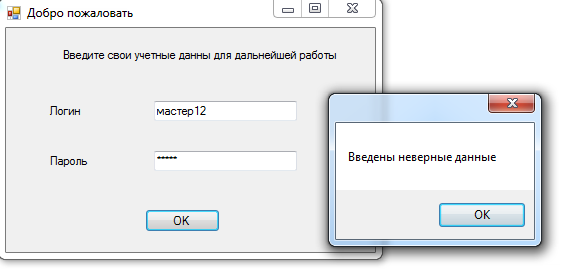 Добро пожаловать
Введите свои учетные данны для дальнейшей работы
Логин
мастер12
Пароль
*****
OK
Введены неверные данные
OK